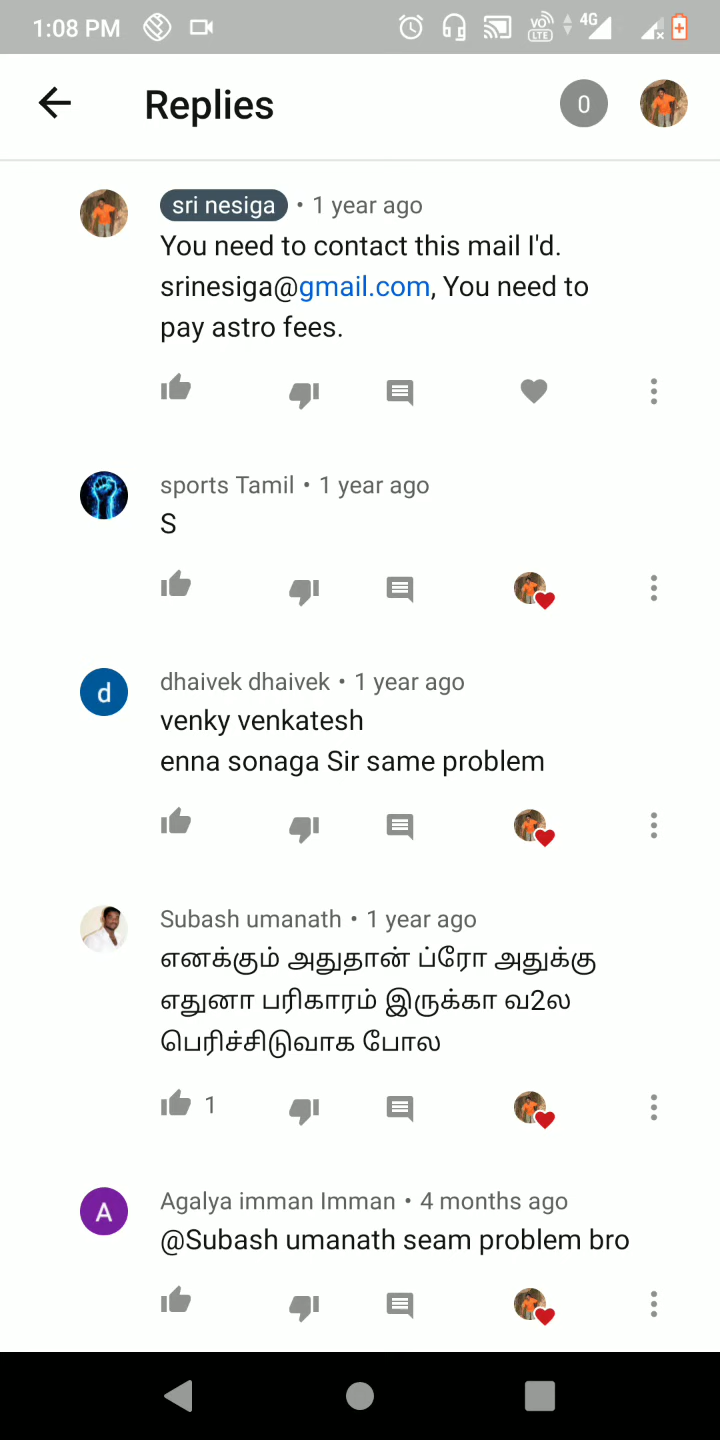 1:08 PM
VO
LTE
4G
Replies
0
sri nesiga • 1 year ago
You need to contact this mail I'd.
srinesiga@gmail.com, You need to
pay astro fees.
sports Tamil • 1 year ago
S
d
dhaivek dhaivek • 1 year ago
venky venkatesh
enna sonaga Sir same problem
Subash umanath • 1 year ago
எனக்கும் அதுதான் ப்ரோ அதுக்கு
எதுனா பரிகாரம் இருக்கா வ2ல
பெரிச்சிடுவாக போல
1
A
Agalya imman Imman • 4 months ago
@Subash umanath seam problem bro